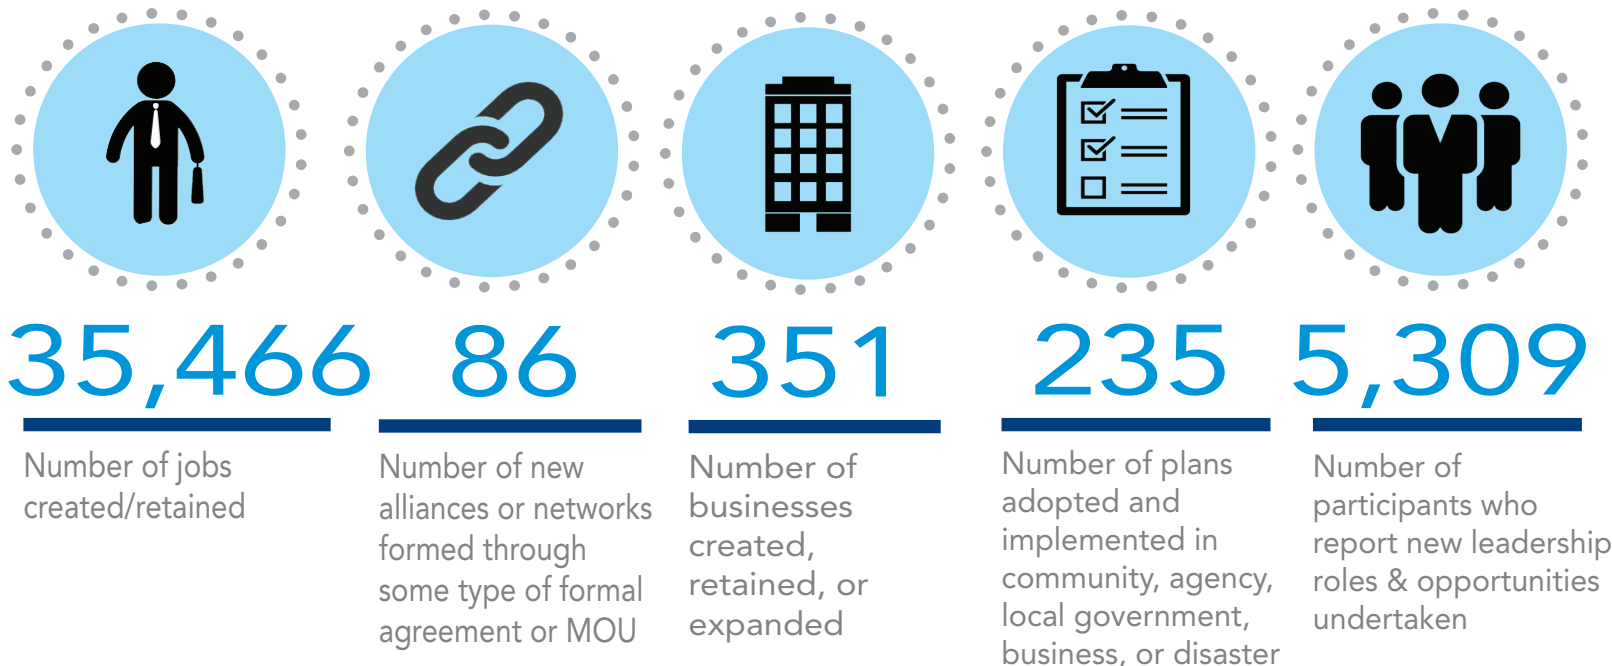 35,466
Number of jobs
created/retained
86
Number of new
alliances or networks
formed through
some type of formal
agreement or MOU
351
Number of
businesses
created,
retained, or
expanded
235
Number of plans
adopted and
implemented in
community, agency,
local government,
business, or disaster
5,309
Number of
participants who
report new leadership
roles & opportunities
undertaken